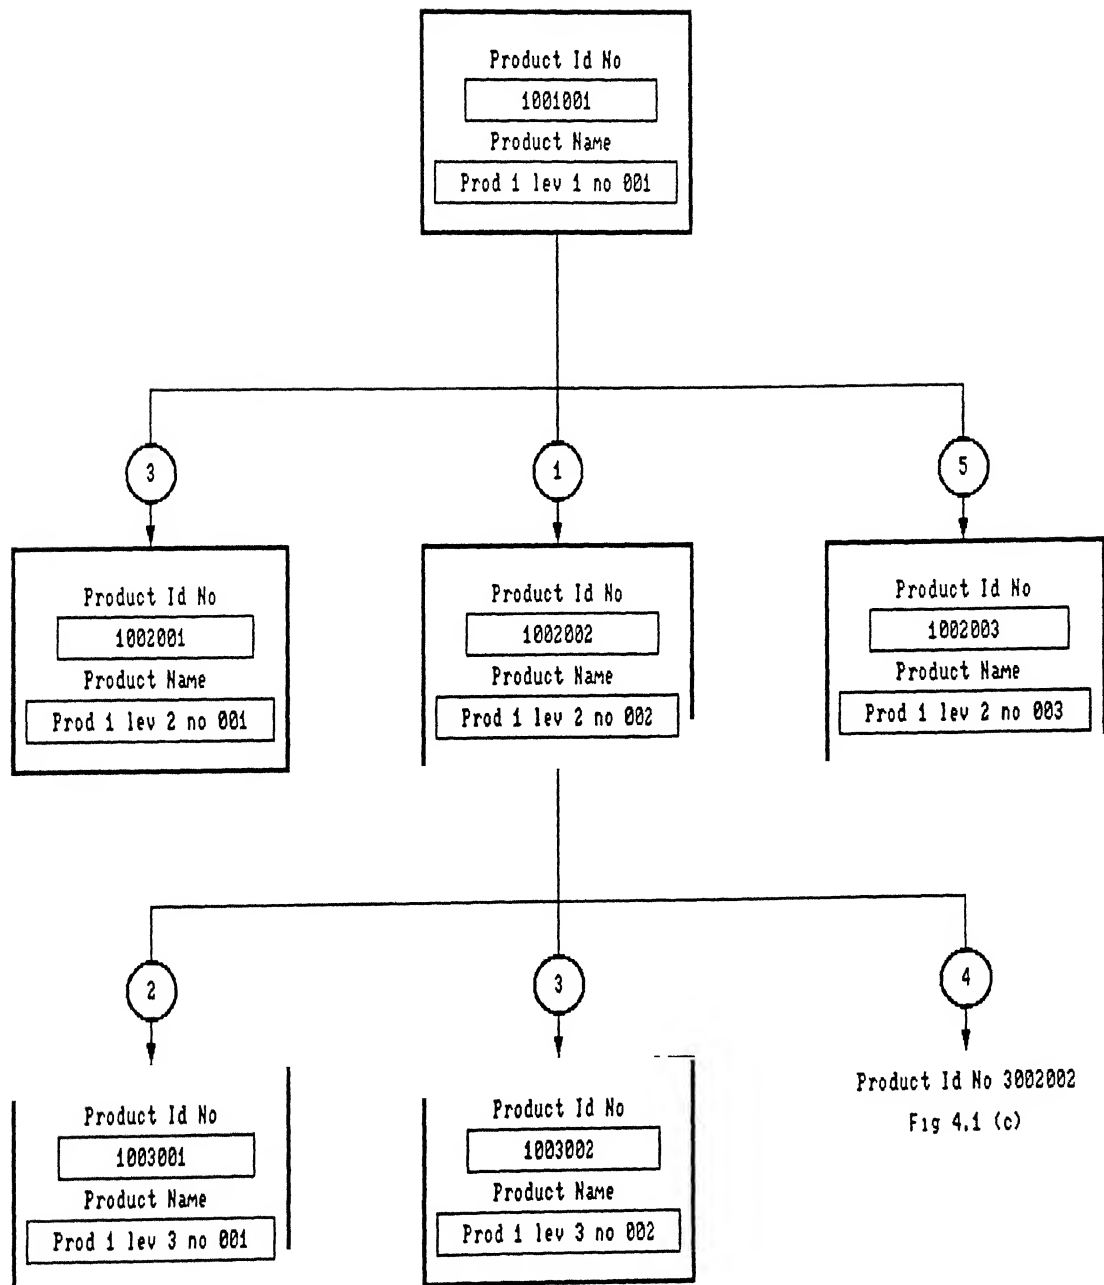 Product Id No
1001001
Product Name
Prod 1 lev 1 no 001
3
1
5
Product Id No
1002001
Product Name
Prod 1 lev 2 no 001
Product Id No
1002002
Product Name
Prod 1 lev 2 no 002
Product Id No
1002003
Product Name
Prod 1 lev 2 no 003
2
3
4
Product Id No
1003001
Product Name
Prod 1 lev 3 no 001
Product Id No
1003002
Product Name
Prod 1 lev 3 no 002
Product Id No 3002002
Fig 4.1 (c)